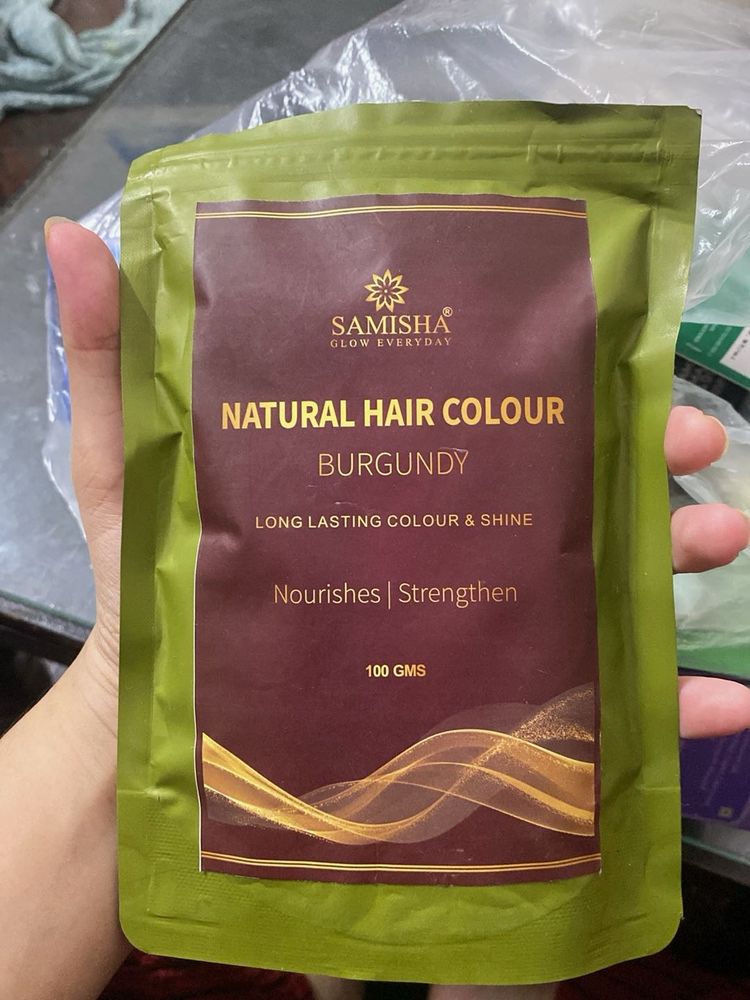 SAMISHA®
GLOW EVERYDAY
NATURAL HAIR COLOUR
BURGUNDY
LONG LASTING COLOUR & SHINE
Nourishes | Strengthen
100 GMS